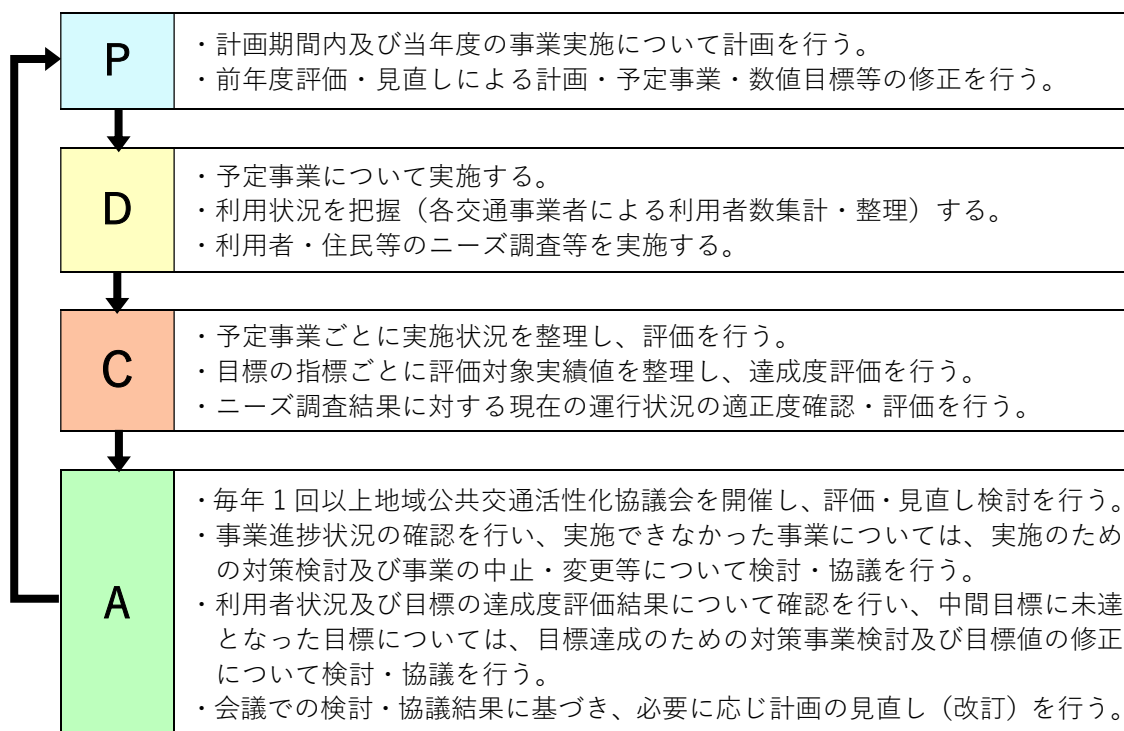 P
・計画期間内及び当年度の事業実施について計画を行う。
・前年度評価・見直しによる計画・予定事業・数値目標等の修正を行う。
D
・予定事業について実施する。
・利用状況を把握（各交通事業者による利用者数集計・整理）する。
・利用者・住民等のニーズ調査等を実施する。
C
・予定事業ごとに実施状況を整理し、評価を行う。
・目標の指標ごとに評価対象実績値を整理し、達成度評価を行う。
・ニーズ調査結果に対する現在の運行状況の適正度確認・評価を行う。
A
・毎年１回以上地域公共交通活性化協議会を開催し、評価・見直し検討を行う。
・事業進捗状況の確認を行い、実施できなかった事業については、実施のため
の対策検討及び事業の中止・変更等について検討・協議を行う。
・利用者状況及び目標の達成度評価結果について確認を行い、中間目標に未達
となった目標については、目標達成のための対策事業検討及び目標値の修正
について検討・協議を行う。
・会議での検討・協議結果に基づき、必要に応じ計画の見直し（改訂）を行う。